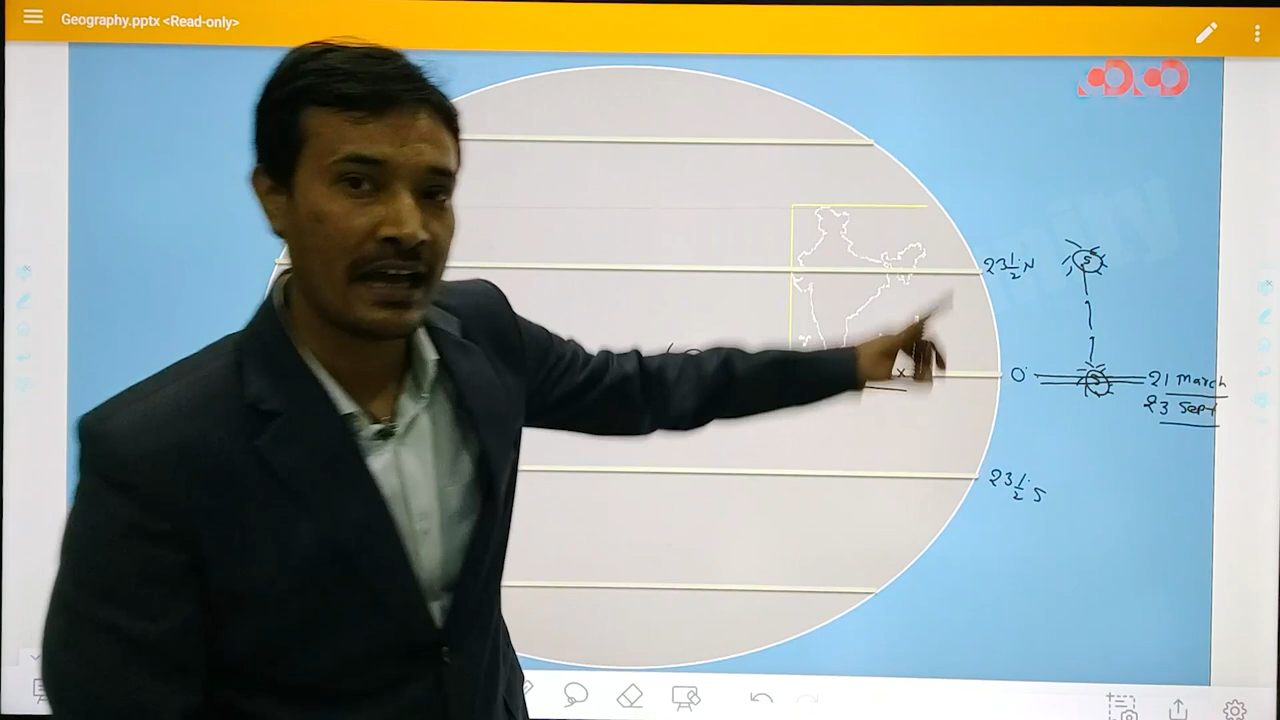 Geography.pptx <Read-only>
23½ N
S
0°
S
21 March
23 Sept
23½ S
x